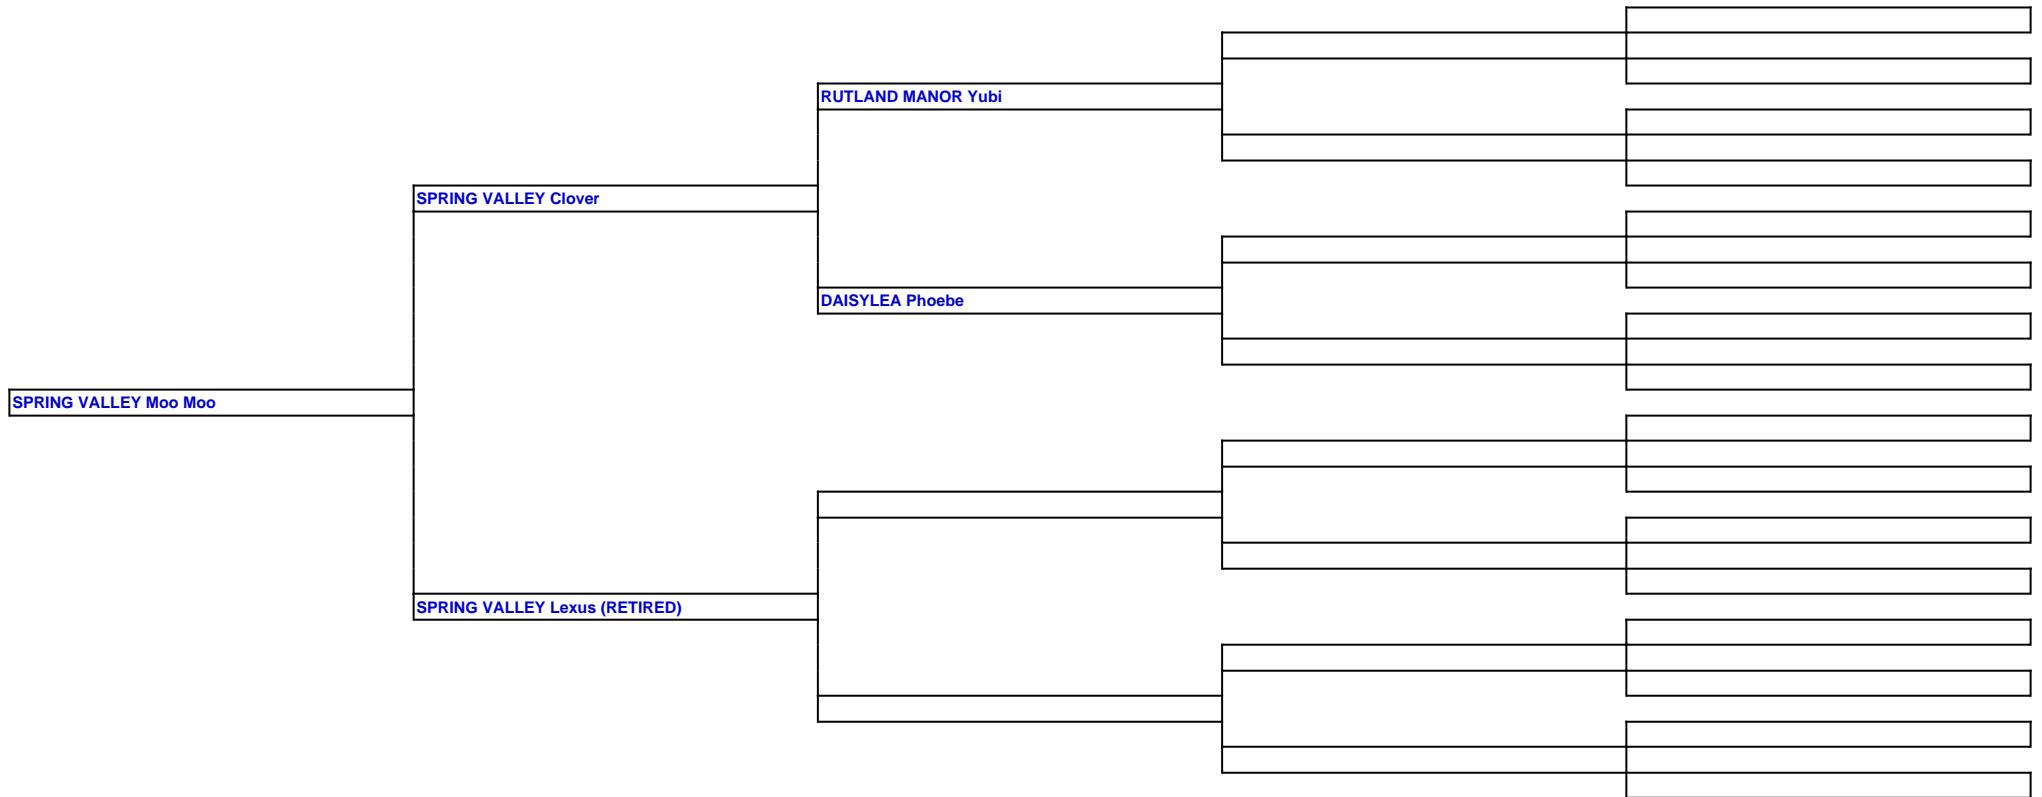 RUTLAND MANOR Yubi
SPRING VALLEY Clover
DAISYLEA Phoebe
SPRING VALLEY Moo Moo
SPRING VALLEY Lexus (RETIRED)